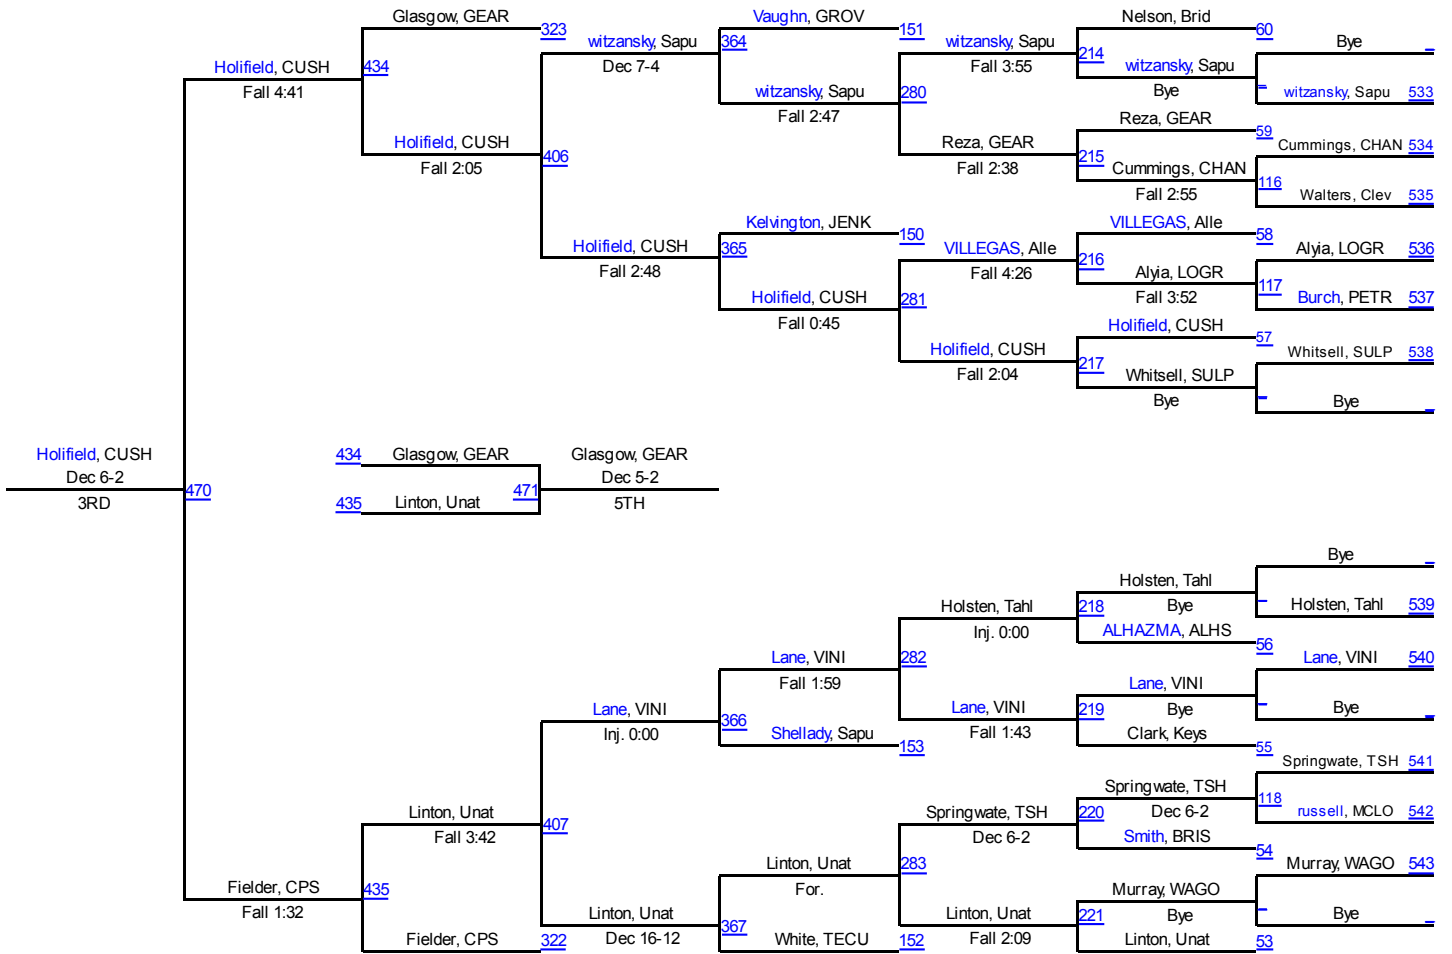 Glasgow, GEAR
323
Vaughn, GROV
151
Nelson, Brid
60
witzansky, Sapu
364
witzansky, Sapu
Bye
Holifield, CUSH
434
Dec 7-4
Fall 3:55
214
witzansky, Sapu
Fall 4:41
witzansky, Sapu
280
Bye
witzansky, Sapu 533
Fall 2:47
Reza, GEAR
59
Holifield, CUSH
406
Reza, GEAR
215
Cummings, CHAN 534
Fall 2:05
Fall 2:38
Cummings, CHAN
116
Fall 2:55
Walters, Clev 535
Kelvington, JENK
150
VILLEGAS, Alle
58
Holifield, CUSH
365
VILLEGAS, Alle
216
Alyia, LOGR 536
Fall 2:48
Fall 4:26
Alyia, LOGR
117
Holifield, CUSH
281
Fall 3:52
Burch, PETR 537
Fall 0:45
Holifield, CUSH
57
Holifield, CUSH
217
Whitsell, SULP 538
Fall 2:04
Whitsell, SULP
Bye
Bye
Holifield, CUSH
434 Glasgow, GEAR
Glasgow, GEAR
Dec 6-2
470
471
Dec 5-2
3RD
435 Linton, Unat
5TH
Bye
Holsten, Tahl
Holsten, Tahl
218
Bye
Holsten, Tahl 539
Inj. 0:00
ALHAZMA, ALHS
56
Lane, VINI
282
Lane, VINI 540
Fall 1:59
Lane, VINI
Lane, VINI
366
Lane, VINI
219
Bye
Bye
Inj. 0:00
Shellady, Sapu
153
Fall 1:43
Clark, Keys
55
Springwate, TSH 541
Springwate, TSH
118
Linton, Unat
407
Springwate, TSH
220
Dec 6-2
russell, MCLO 542
Fall 3:42
Dec 6-2
Smith, BRIS
54
Linton, Unat
283
Murray, WAGO 543
Fielder, CPS
435
For.
Murray, WAGO
Fall 1:32
Linton, Unat
367
Linton, Unat
221
Bye
Bye
Fielder, CPS
322
Dec 16-12
White, TECU
152
Fall 2:09
Linton, Unat
53